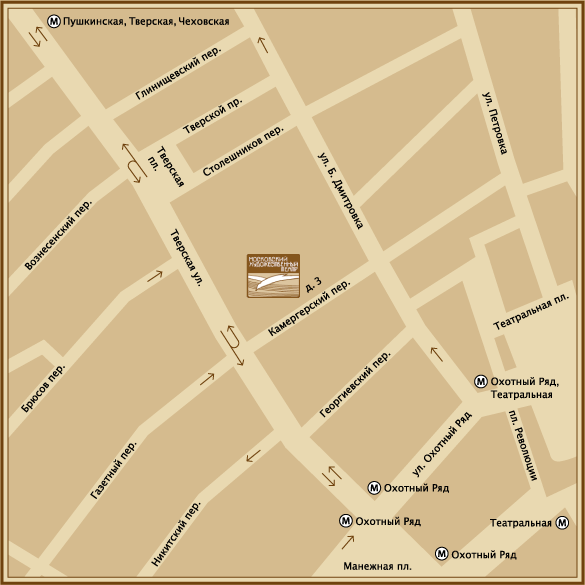 М Пушкинская, Тверская, Чеховская
Глинищевский пер.
Тверской пр.
Тверская
пл.
Столешников пер.
ул. Петровка
ул. Б. Дмитровка
Вознесенский пер.
Тверская ул.
МОСКОВСКИЙ
ХУДОЖЕСТВЕННЫЙ
ТЕАТР
д. 3
Камергерский пер.
Театральная пл.
Брюсов пер.
Георгиевский пер.
М Охотный Ряд,
Театральная
Газетный пер.
ул. Охотный Ряд
пл. Революции
Никитский пер.
М Охотный Ряд
М Охотный Ряд
Театральная М
М Охотный Ряд
Манежная пл.